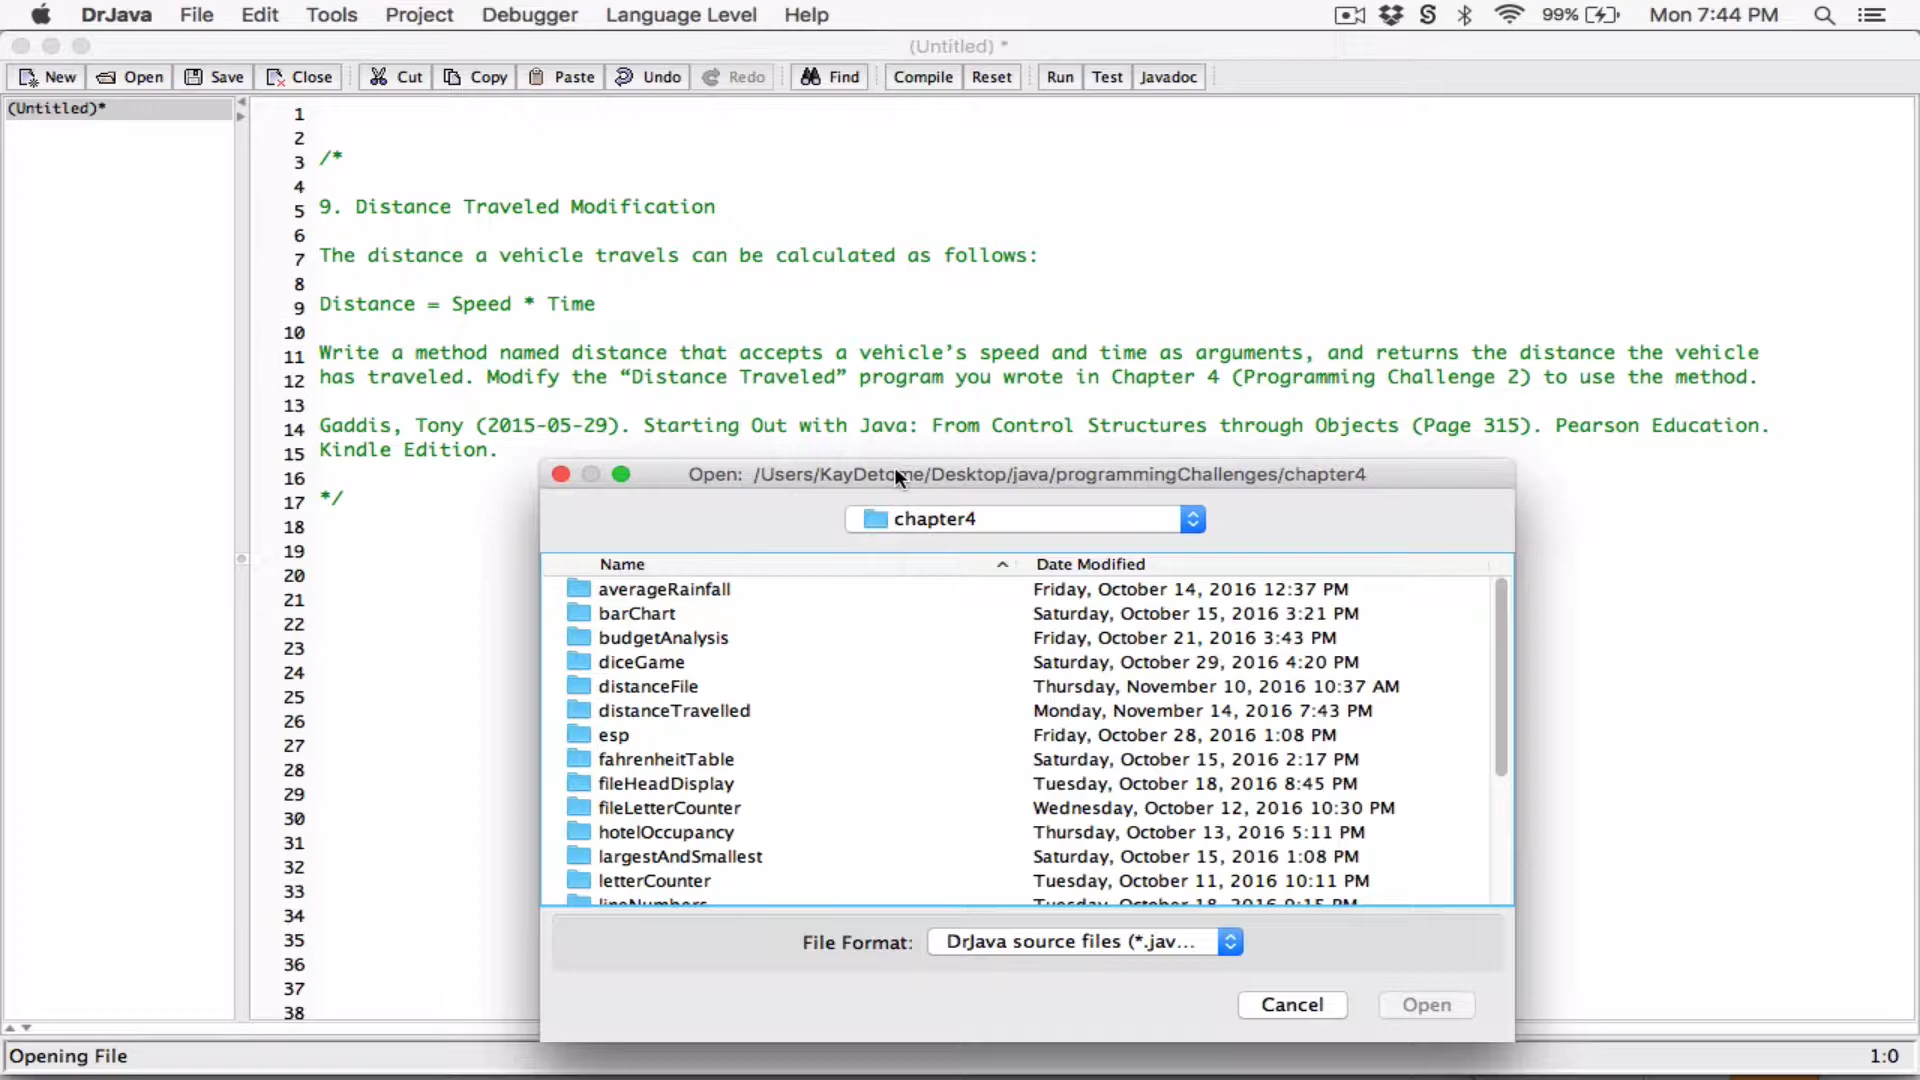 DrJava File Edit Tools Project Debugger Language Level Help 99% Mon 7:44 PM
(Untitled) *
New Open Save Close Cut Copy Paste Undo Redo Find Compile Reset Run Test Javadoc
(Untitled)*
1
2
3 /*
4
5 9. Distance Traveled Modification
6
7 The distance a vehicle travels can be calculated as follows:
8
9 Distance = Speed * Time
10
11 Write a method named distance that accepts a vehicle’s speed and time as arguments, and returns the distance the vehicle
12 has traveled. Modify the “Distance Traveled” program you wrote in Chapter 4 (Programming Challenge 2) to use the method.
13
14 Gaddis, Tony (2015-05-29). Starting Out with Java: From Control Structures through Objects (Page 315). Pearson Education.
15 Kindle Edition.
16
17 */
18
19
20
21
22
23
24
25
26
27
28
29
30
31
32
33
34
35
36
37
38
Open: /Users/KayDetome/Desktop/java/programmingChallenges/chapter4
chapter4
Name Date Modified
averageRainfall Friday, October 14, 2016 12:37 PM
barChart Saturday, October 15, 2016 3:21 PM
budgetAnalysis Friday, October 21, 2016 3:43 PM
diceGame Saturday, October 29, 2016 4:20 PM
distanceFile Thursday, November 10, 2016 10:37 AM
distanceTravelled Monday, November 14, 2016 7:43 PM
esp Friday, October 28, 2016 1:08 PM
fahrenheitTable Saturday, October 15, 2016 2:17 PM
fileHeadDisplay Tuesday, October 18, 2016 8:45 PM
fileLetterCounter Wednesday, October 12, 2016 10:30 PM
hotelOccupancy Thursday, October 13, 2016 5:11 PM
largestAndSmallest Saturday, October 15, 2016 1:08 PM
letterCounter Tuesday, October 11, 2016 10:11 PM
lineNumbers Tuesday, October 18, 2016 9:15 PM
File Format: DrJava source files (*.jav...
Cancel Open
Opening File 1:0